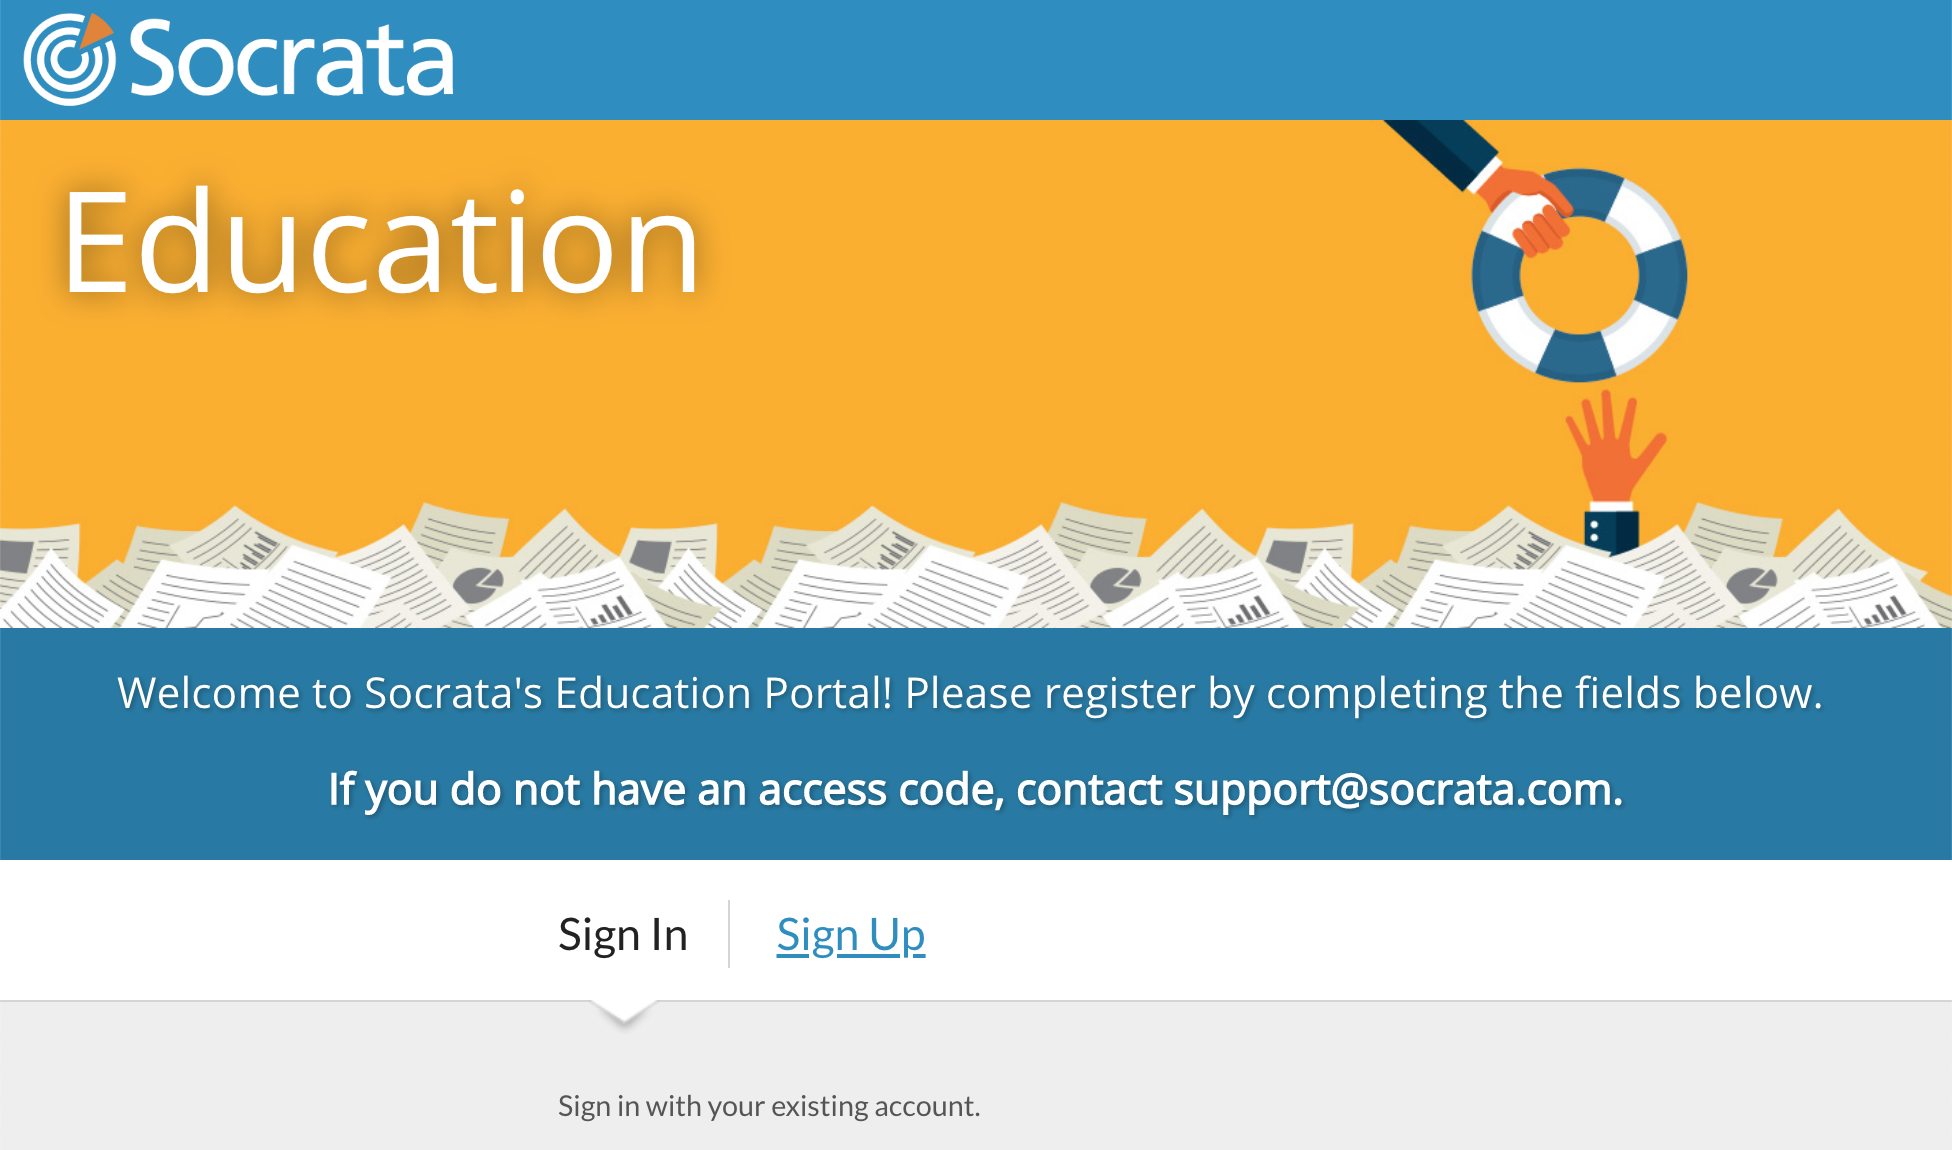 Socrata
Education
Welcome to Socrata's Education Portal! Please register by completing the fields below.
If you do not have an access code, contact support@socrata.com.
Sign In
Sign Up
Sign in with your existing account.